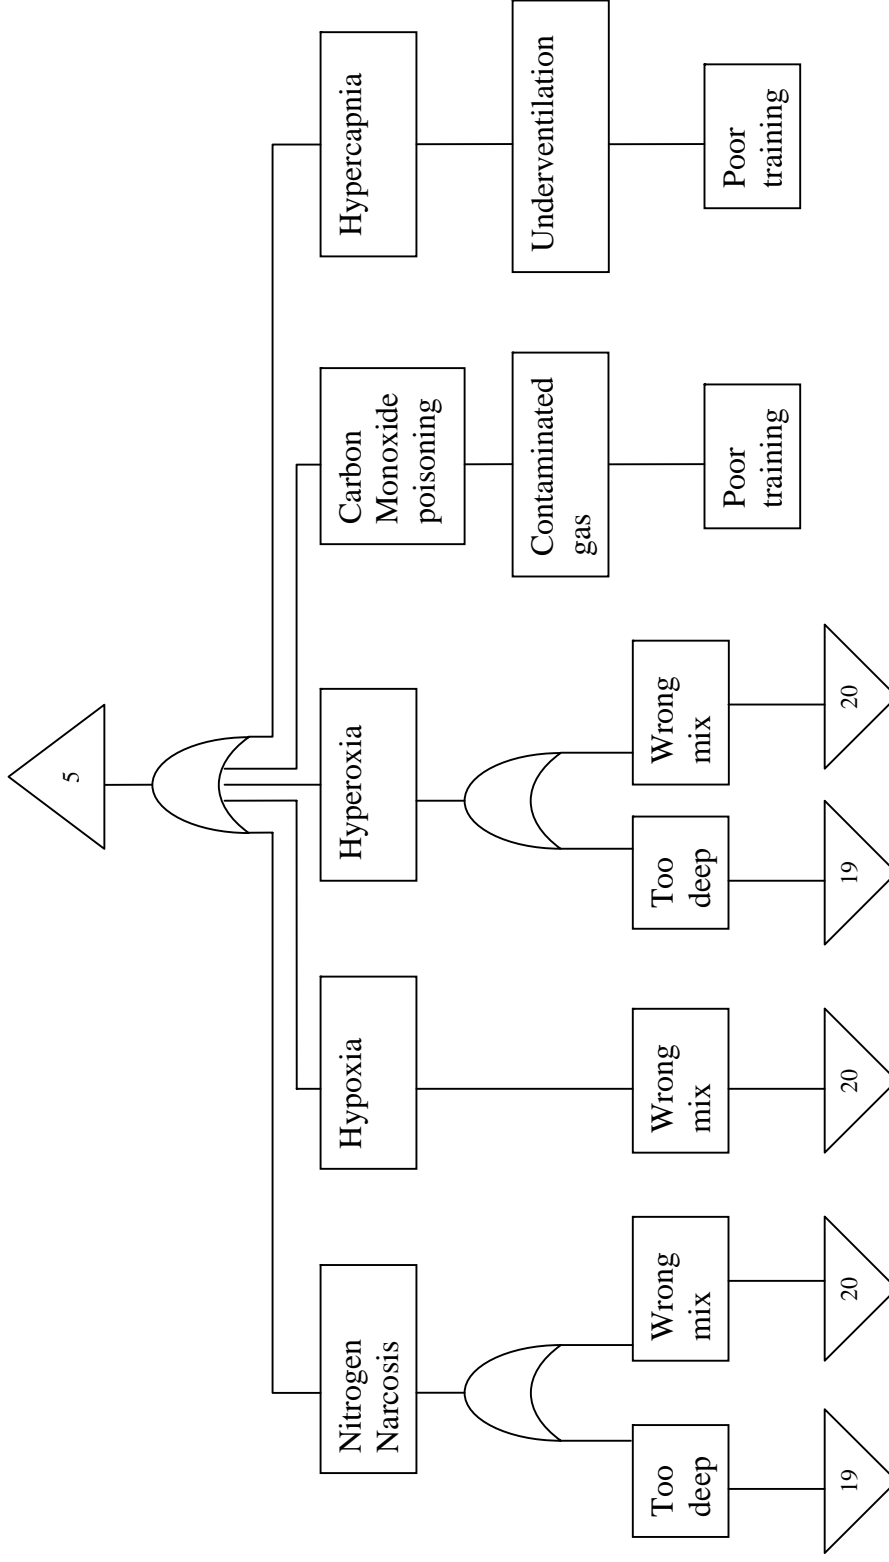 5
Nitrogen
Narcosis
Hypoxia
Hyperoxia
Carbon
Monoxide
poisoning
Hypercapnia
Contaminated
gas
Underventilation
Too
deep
Wrong
mix
Wrong
mix
Too
deep
Wrong
mix
Poor
training
Poor
training
19
20
20
19
20